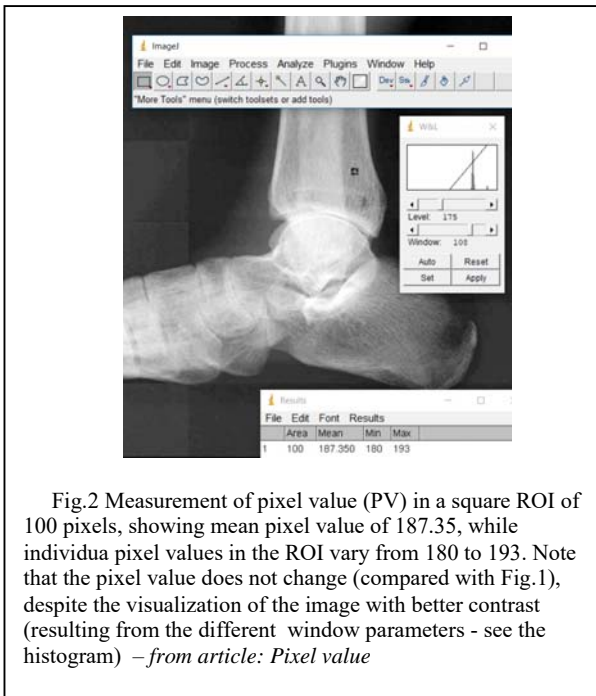 ImageJ
File Edit Image Process Analyze Plugins Window Help
A Dev Stk
"More Tools" menu (switch toolsets or add tools)
W&L
Level: 175
Window: 108
Auto Reset
Set Apply
Results
File Edit Font Results
Area Mean Min Max
1 100 187.350 180 193
Fig.2 Measurement of pixel value (PV) in a square ROI of
100 pixels, showing mean pixel value of 187.35, while
individua pixel values in the ROI vary from 180 to 193. Note
that the pixel value does not change (compared with Fig.1),
despite the visualization of the image with better contrast
(resulting from the different window parameters - see the
histogram) – from article: Pixel value